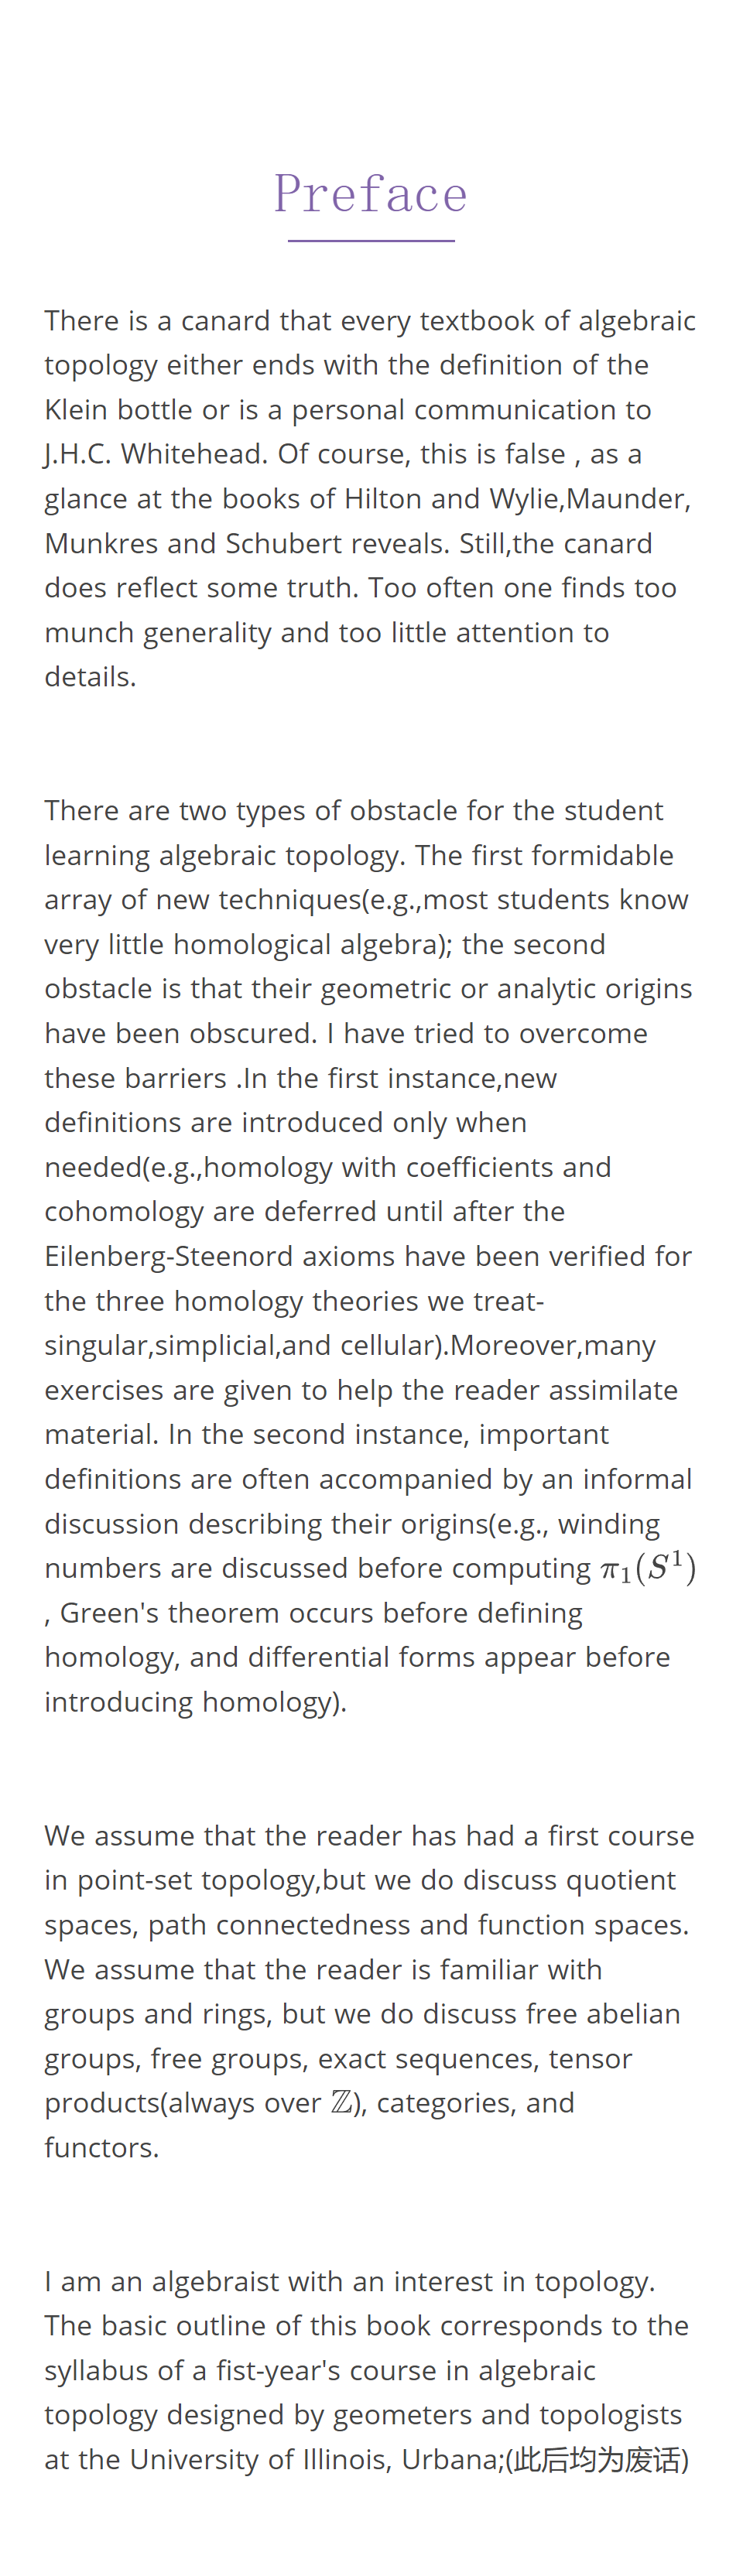 Preface
There is a canard that every textbook of algebraic
topology either ends with the definition of the
Klein bottle or is a personal communication to
J.H.C. Whitehead. Of course, this is false , as a
glance at the books of Hilton and Wylie,Maunder,
Munkres and Schubert reveals. Still,the canard
does reflect some truth. Too often one finds too
munch generality and too little attention to
details.
There are two types of obstacle for the student
learning algebraic topology. The first formidable
array of new techniques(e.g.,most students know
very little homological algebra); the second
obstacle is that their geometric or analytic origins
have been obscured. I have tried to overcome
these barriers .In the first instance,new
definitions are introduced only when
needed(e.g.,homology with coefficients and
cohomology are deferred until after the
Eilenberg-Steenord axioms have been verified for
the three homology theories we treat-
singular,simplicial,and cellular).Moreover,many
exercises are given to help the reader assimilate
material. In the second instance, important
definitions are often accompanied by an informal
discussion describing their origins(e.g., winding
numbers are discussed before computing π₁(S¹)
, Green's theorem occurs before defining
homology, and differential forms appear before
introducing homology).
We assume that the reader has had a first course
in point-set topology,but we do discuss quotient
spaces, path connectedness and function spaces.
We assume that the reader is familiar with
groups and rings, but we do discuss free abelian
groups, free groups, exact sequences, tensor
products(always over ℤ), categories, and
functors.
I am an algebraist with an interest in topology.
The basic outline of this book corresponds to the
syllabus of a fist-year's course in algebraic
topology designed by geometers and topologists
at the University of Illinois, Urbana;(此后均为废话)